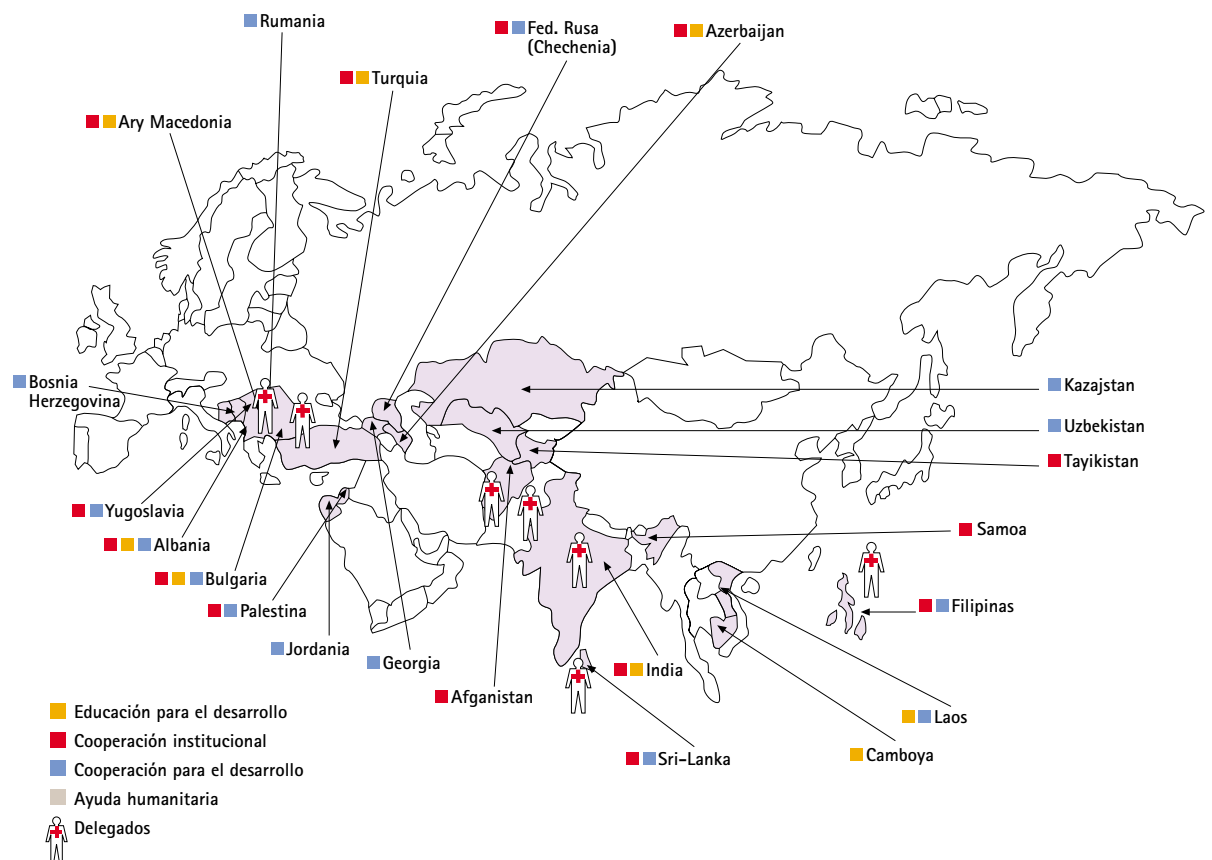 Rumania
Fed. Rusa
(Chechenia)
Azerbaijan
Turquia
Ary Macedonia
Bosnia
Herzegovina
Kazajstan
Uzbekistan
Tayikistan
Yugoslavia
Samoa
Albania
Bulgaria
Filipinas
Palestina
Jordania
Georgia
India
Afganistan
Laos
Camboya
Sri-Lanka
Educación para el desarrollo
Cooperación institucional
Cooperación para el desarrollo
Ayuda humanitaria
Delegados